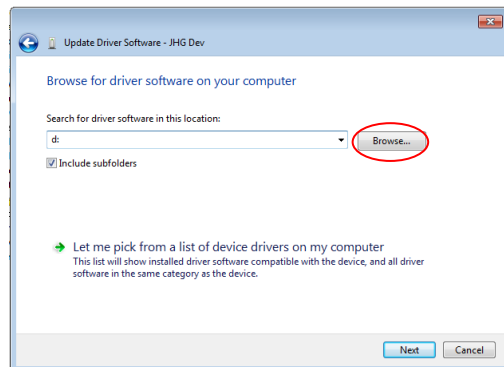 Update Driver Software - JHG Dev
Browse for driver software on your computer
Search for driver software in this location:
d:
Browse...
Include subfolders
Let me pick from a list of device drivers on my computer
This list will show installed driver software compatible with the device, and all driver
software in the same category as the device.
Next
Cancel